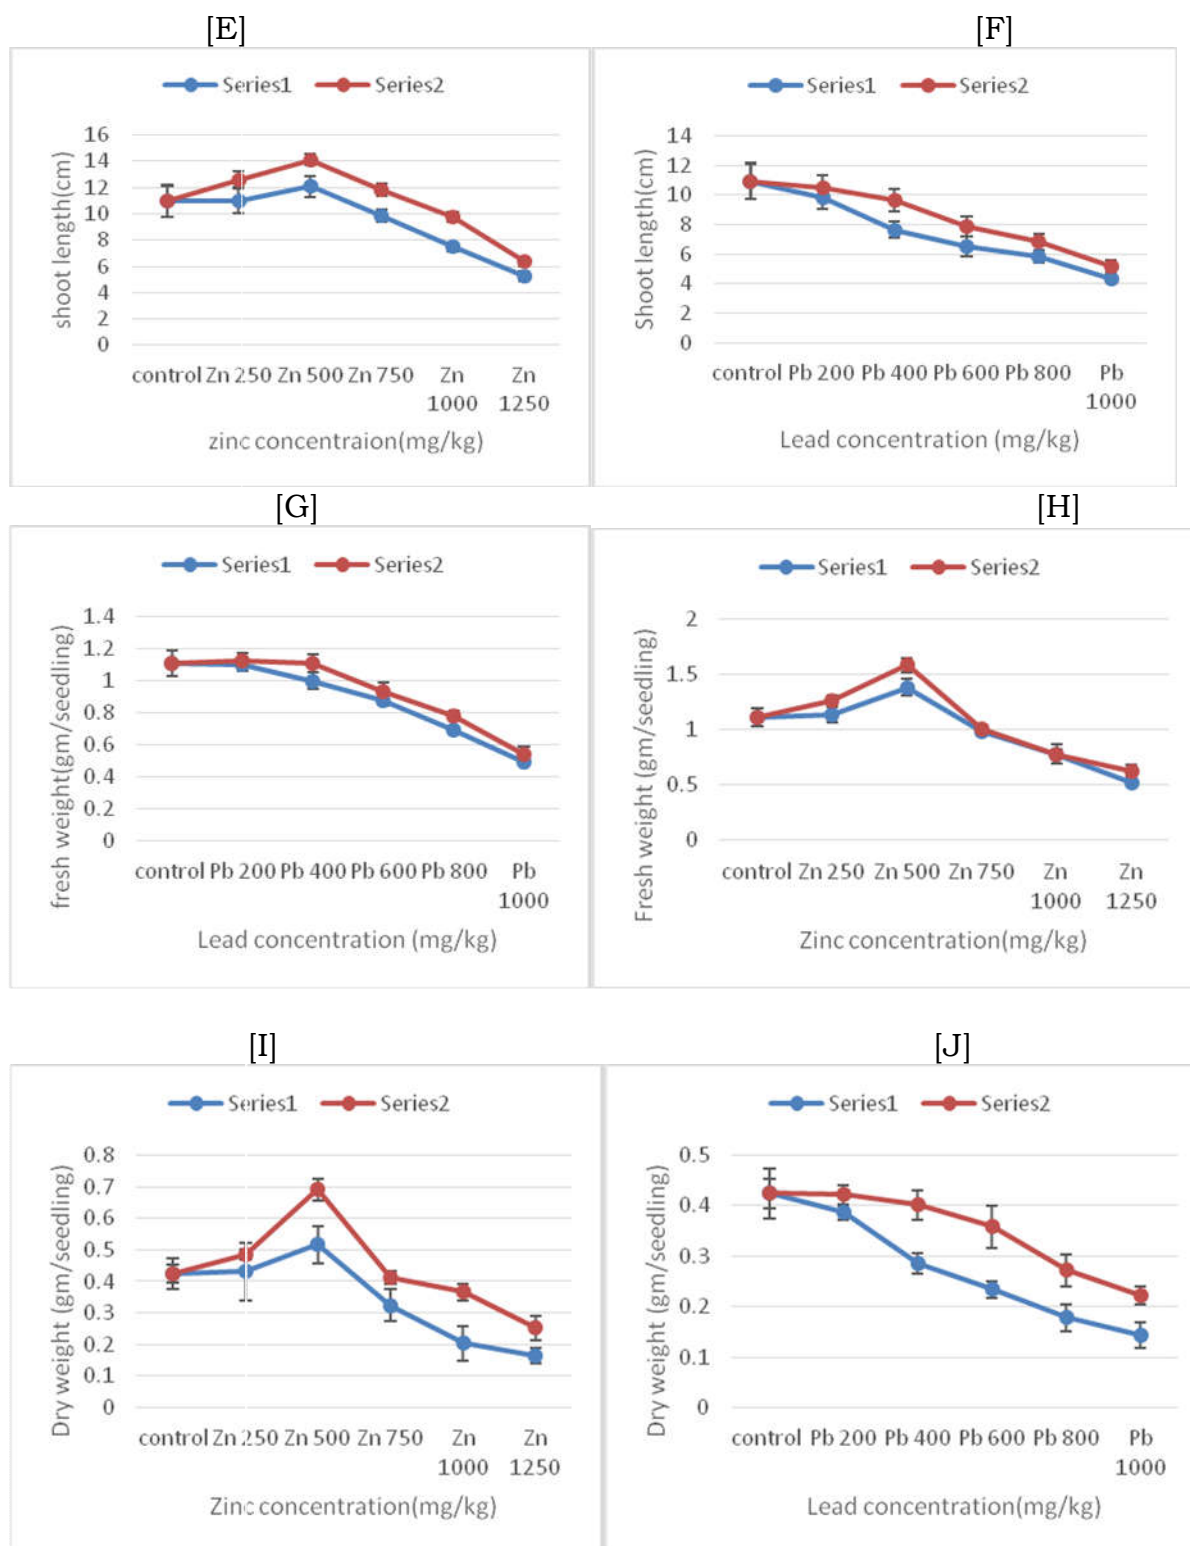 [E]
Series1 Series2
shoot length(cm)
16
14
12
10
8
6
4
2
0
control Zn 250 Zn 500 Zn 750 Zn 1000 Zn 1250
zinc concentraion(mg/kg)
[F]
Series1 Series2
Shoot length(cm)
14
12
10
8
6
4
2
0
control Pb 200 Pb 400 Pb 600 Pb 800 Pb 1000
Lead concentration (mg/kg)
[G]
Series1 Series2
fresh weight(gm/seedling)
1.4
1.2
1
0.8
0.6
0.4
0.2
0
control Pb 200 Pb 400 Pb 600 Pb 800 Pb 1000
Lead concentration (mg/kg)
[H]
Series1 Series2
Fresh weight (gm/seedling)
2
1.5
1
0.5
0
control Zn 250 Zn 500 Zn 750 Zn 1000 Zn 1250
Zinc concentration(mg/kg)
[I]
Series1 Series2
Dry weight (gm/seedling)
0.8
0.7
0.6
0.5
0.4
0.3
0.2
0.1
0
control Zn 250 Zn 500 Zn 750 Zn 1000 Zn 1250
Zinc concentration(mg/kg)
[J]
Series1 Series2
Dry weight (gm/seedling)
0.5
0.4
0.3
0.2
0.1
0
control Pb 200 Pb 400 Pb 600 Pb 800 Pb 1000
Lead concentration(mg/kg)